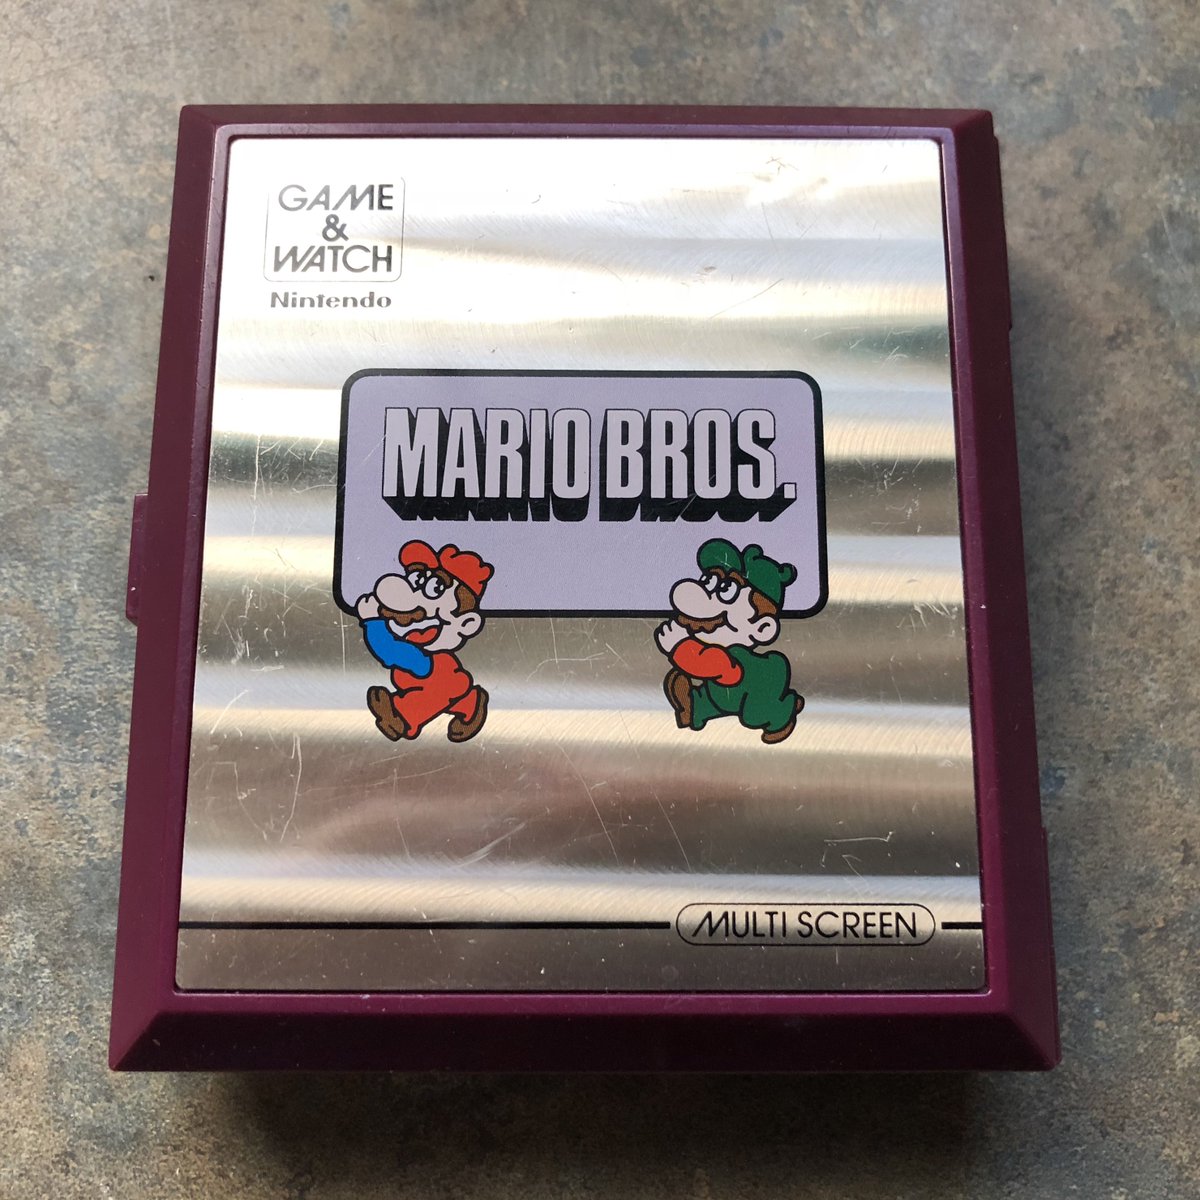 GAME
&
WATCH
Nintendo
MARIO BROS.
MULTI SCREEN